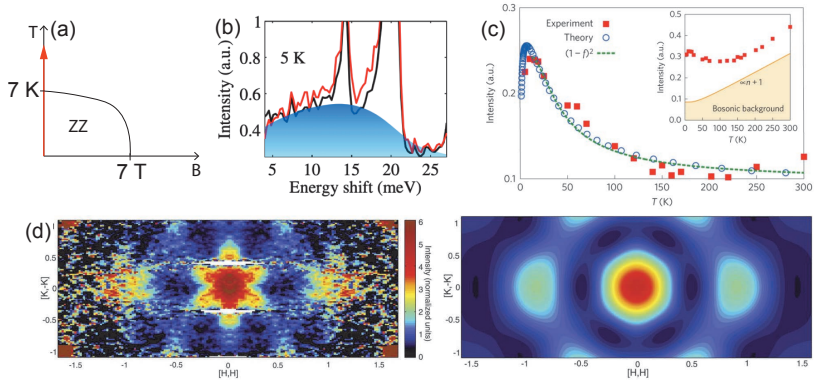 (a)
T
7 K
ZZ
7 T
B
(b)
5 K
Intensity (a.u.)
1
0.8
0.6
0.4
5 10 15 20 25
Energy shift (meV)
(c)
Experiment
Theory
(1 – f)²
Intensity (a.u.)
0.3
0.2
0.1
0 50 100 150 200 250 300
T (K)
Intensity (a.u.)
0.5
0.4
0.3
0.2
0.1
0
∝n + 1
Bosonic background
0 50 100 150 200 250 300
T (K)
(d)
[K,-K]
1
0.5
0
-0.5
-1
-1.5 -1 -0.5 0 0.5 1 1.5
[H,H]
6
5
4
3
2
1
0
Intensity (normalized units)
[K,-K]
1
0.5
0
-0.5
-1
-1.5 -1 -0.5 0 0.5 1 1.5
[H,H]